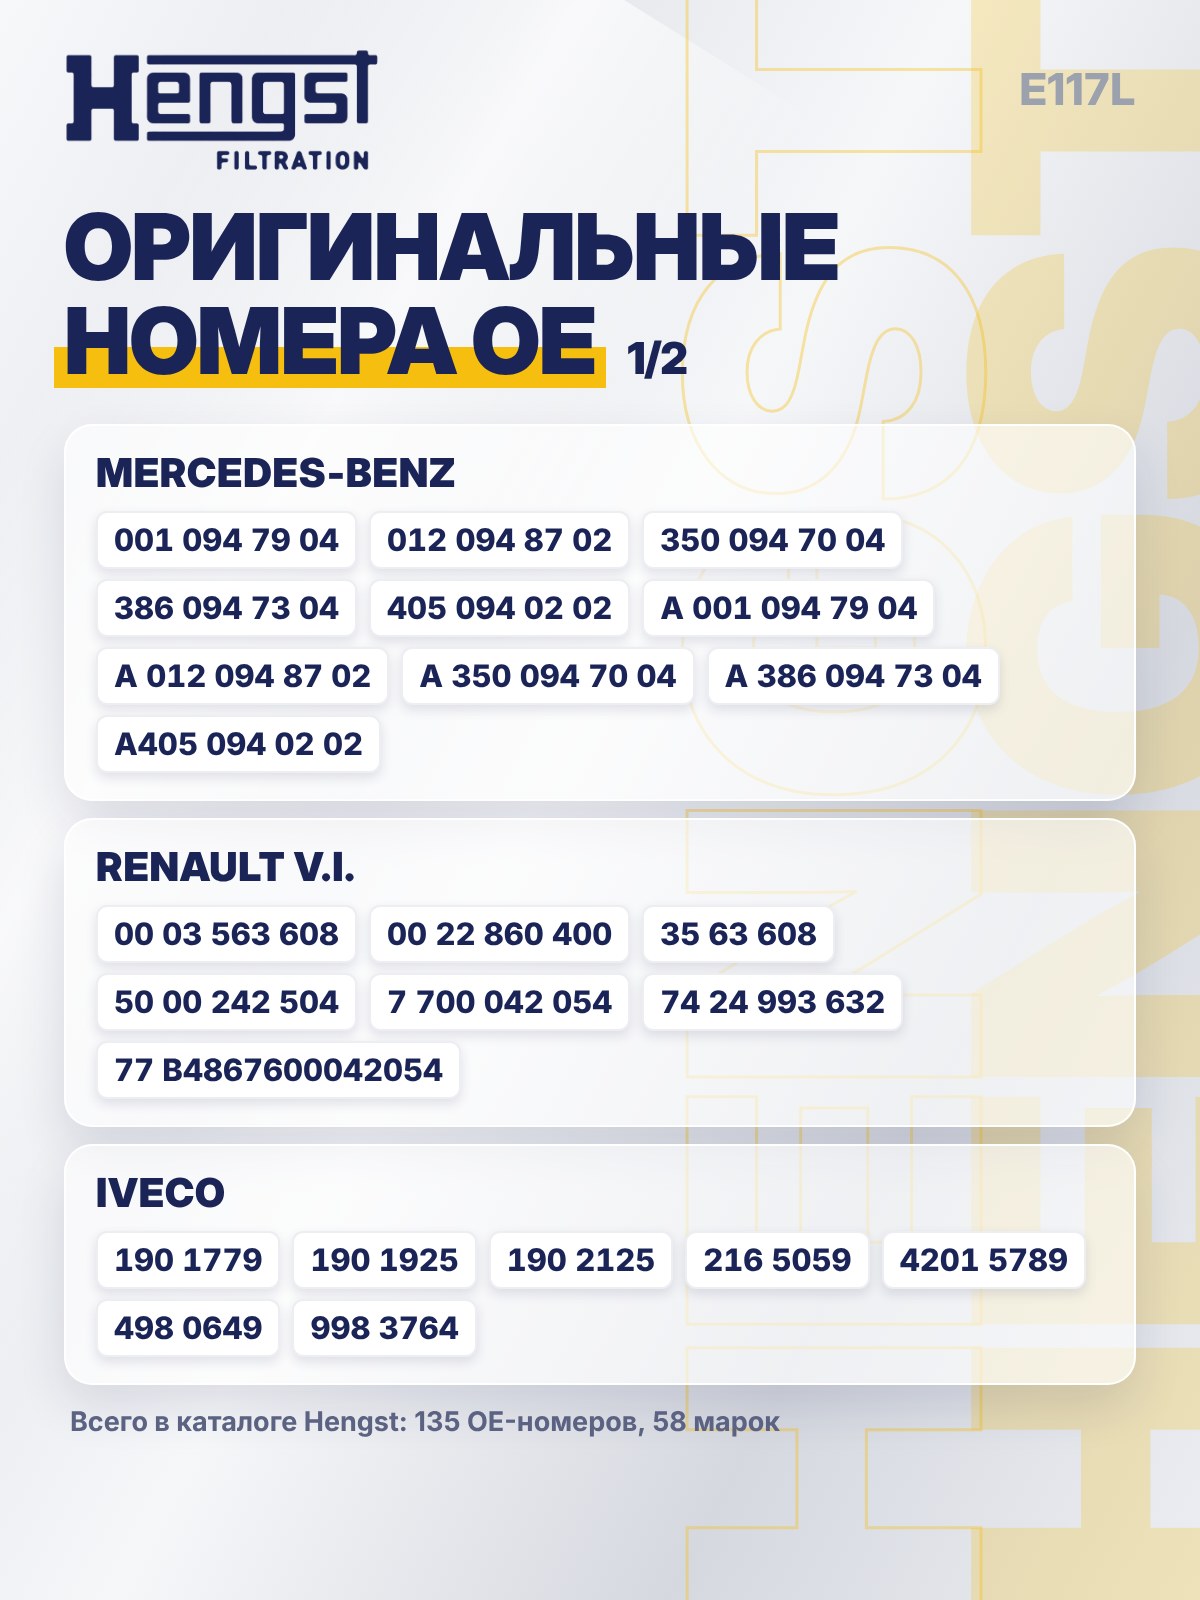 Hengst
FILTRATION
E117L
ОРИГИНАЛЬНЫЕ
НОМЕРА OE 1/2
MERCEDES-BENZ
001 094 79 04 012 094 87 02 350 094 70 04
386 094 73 04 405 094 02 02 A 001 094 79 04
A 012 094 87 02 A 350 094 70 04 A 386 094 73 04
A405 094 02 02
RENAULT V.I.
00 03 563 608 00 22 860 400 35 63 608
50 00 242 504 7 700 042 054 74 24 993 632
77 B4867600042054
IVECO
190 1779 190 1925 190 2125 216 5059 4201 5789
498 0649 998 3764
Всего в каталоге Hengst: 135 OE-номеров, 58 марок
HENGST
HENGST